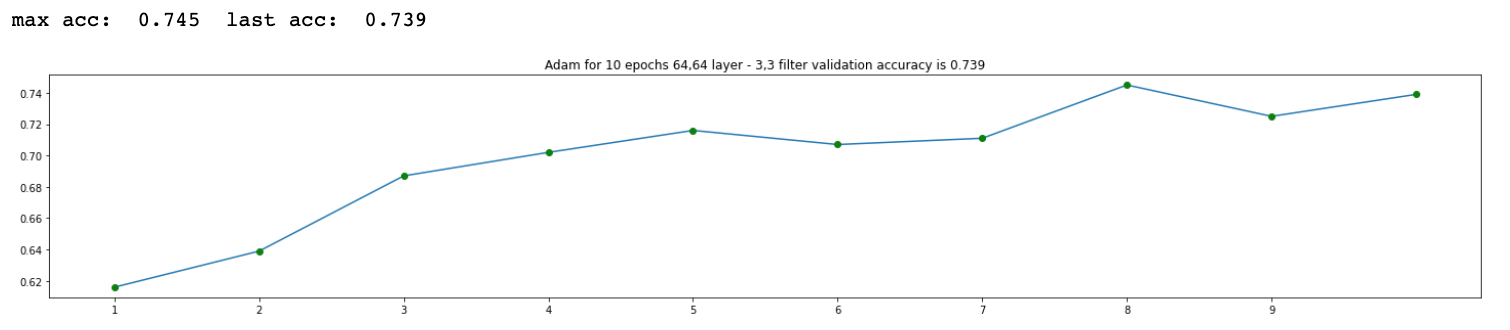 max acc:  0.745  last acc:  0.739
Adam for 10 epochs 64,64 layer - 3,3 filter validation accuracy is 0.739
0.74
0.72
0.70
0.68
0.66
0.64
0.62
1 2 3 4 5 6 7 8 9